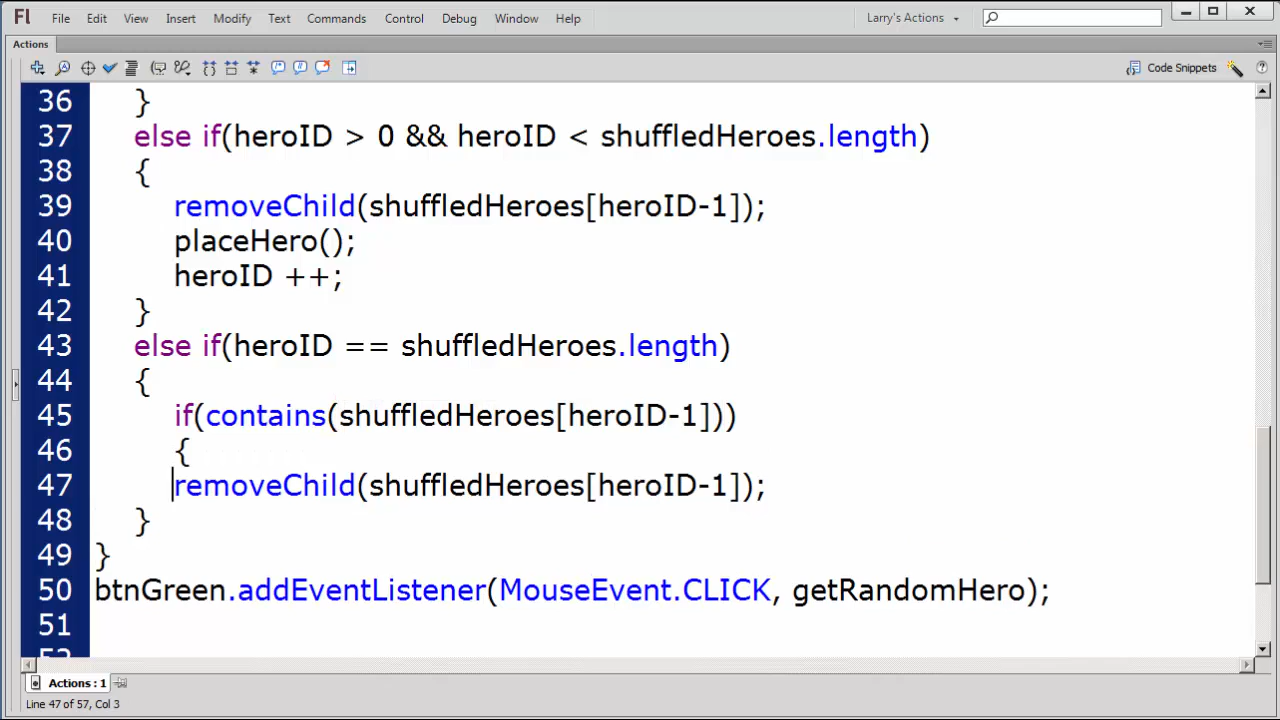 Fl File Edit View Insert Modify Text Commands Control Debug Window Help Larry's Actions
Actions
Code Snippets
36 }
37 else if(heroID > 0 && heroID < shuffledHeroes.length)
38 {
39 removeChild(shuffledHeroes[heroID-1]);
40 placeHero();
41 heroID ++;
42 }
43 else if(heroID == shuffledHeroes.length)
44 {
45 if(contains(shuffledHeroes[heroID-1]))
46 {
47 removeChild(shuffledHeroes[heroID-1]);
48 }
49 }
50 btnGreen.addEventListener(MouseEvent.CLICK, getRandomHero);
51
Actions : 1
Line 47 of 57, Col 3